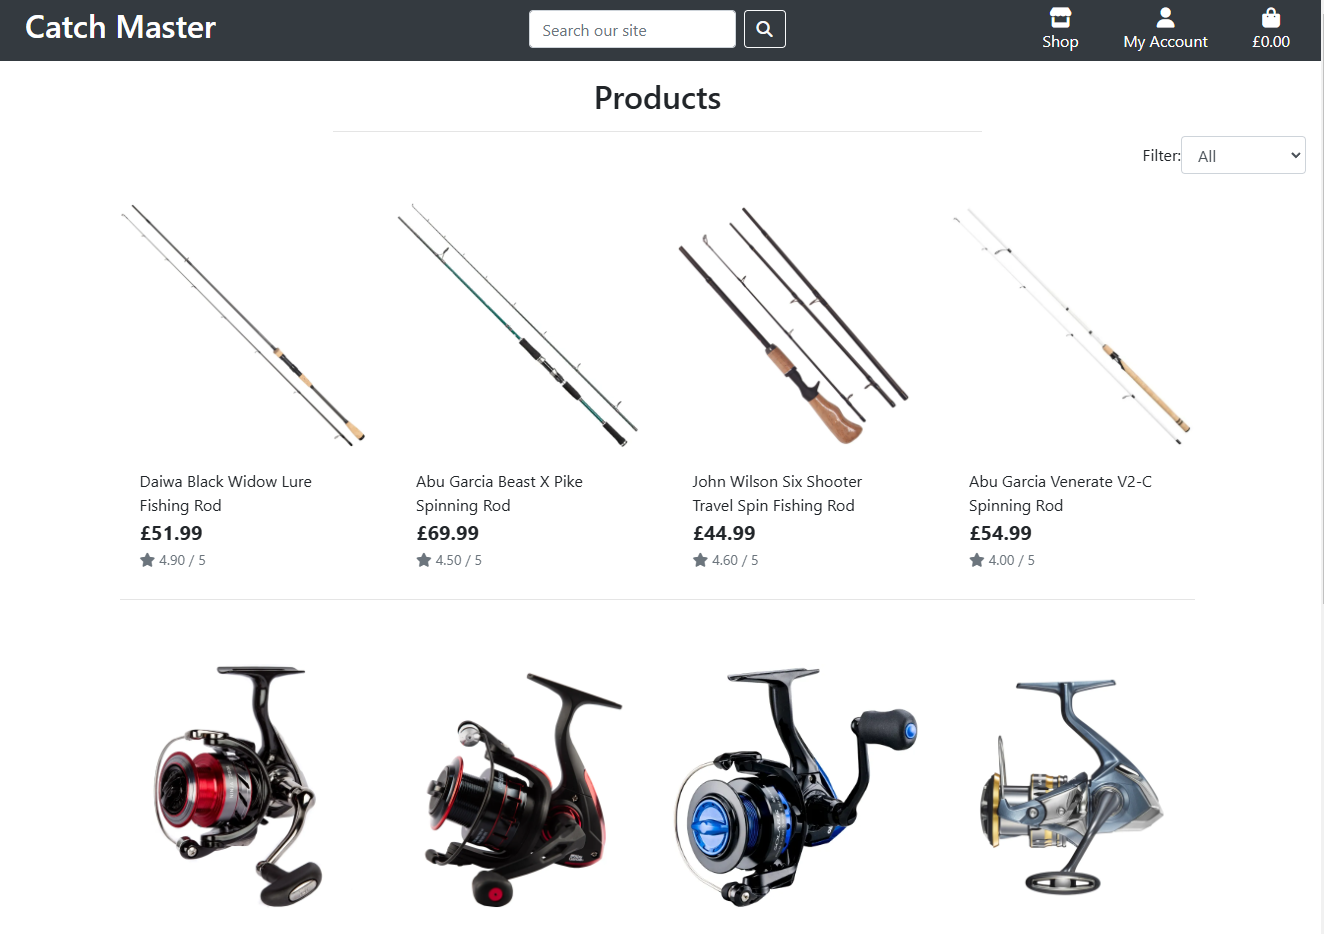 Catch Master
Search our site
Shop
My Account
£0.00
Products
Filter:
All
Daiwa Black Widow Lure
Fishing Rod
£51.99
4.90 / 5
Abu Garcia Beast X Pike
Spinning Rod
£69.99
4.50 / 5
John Wilson Six Shooter
Travel Spin Fishing Rod
£44.99
4.60 / 5
Abu Garcia Venerate V2-C
Spinning Rod
£54.99
4.00 / 5